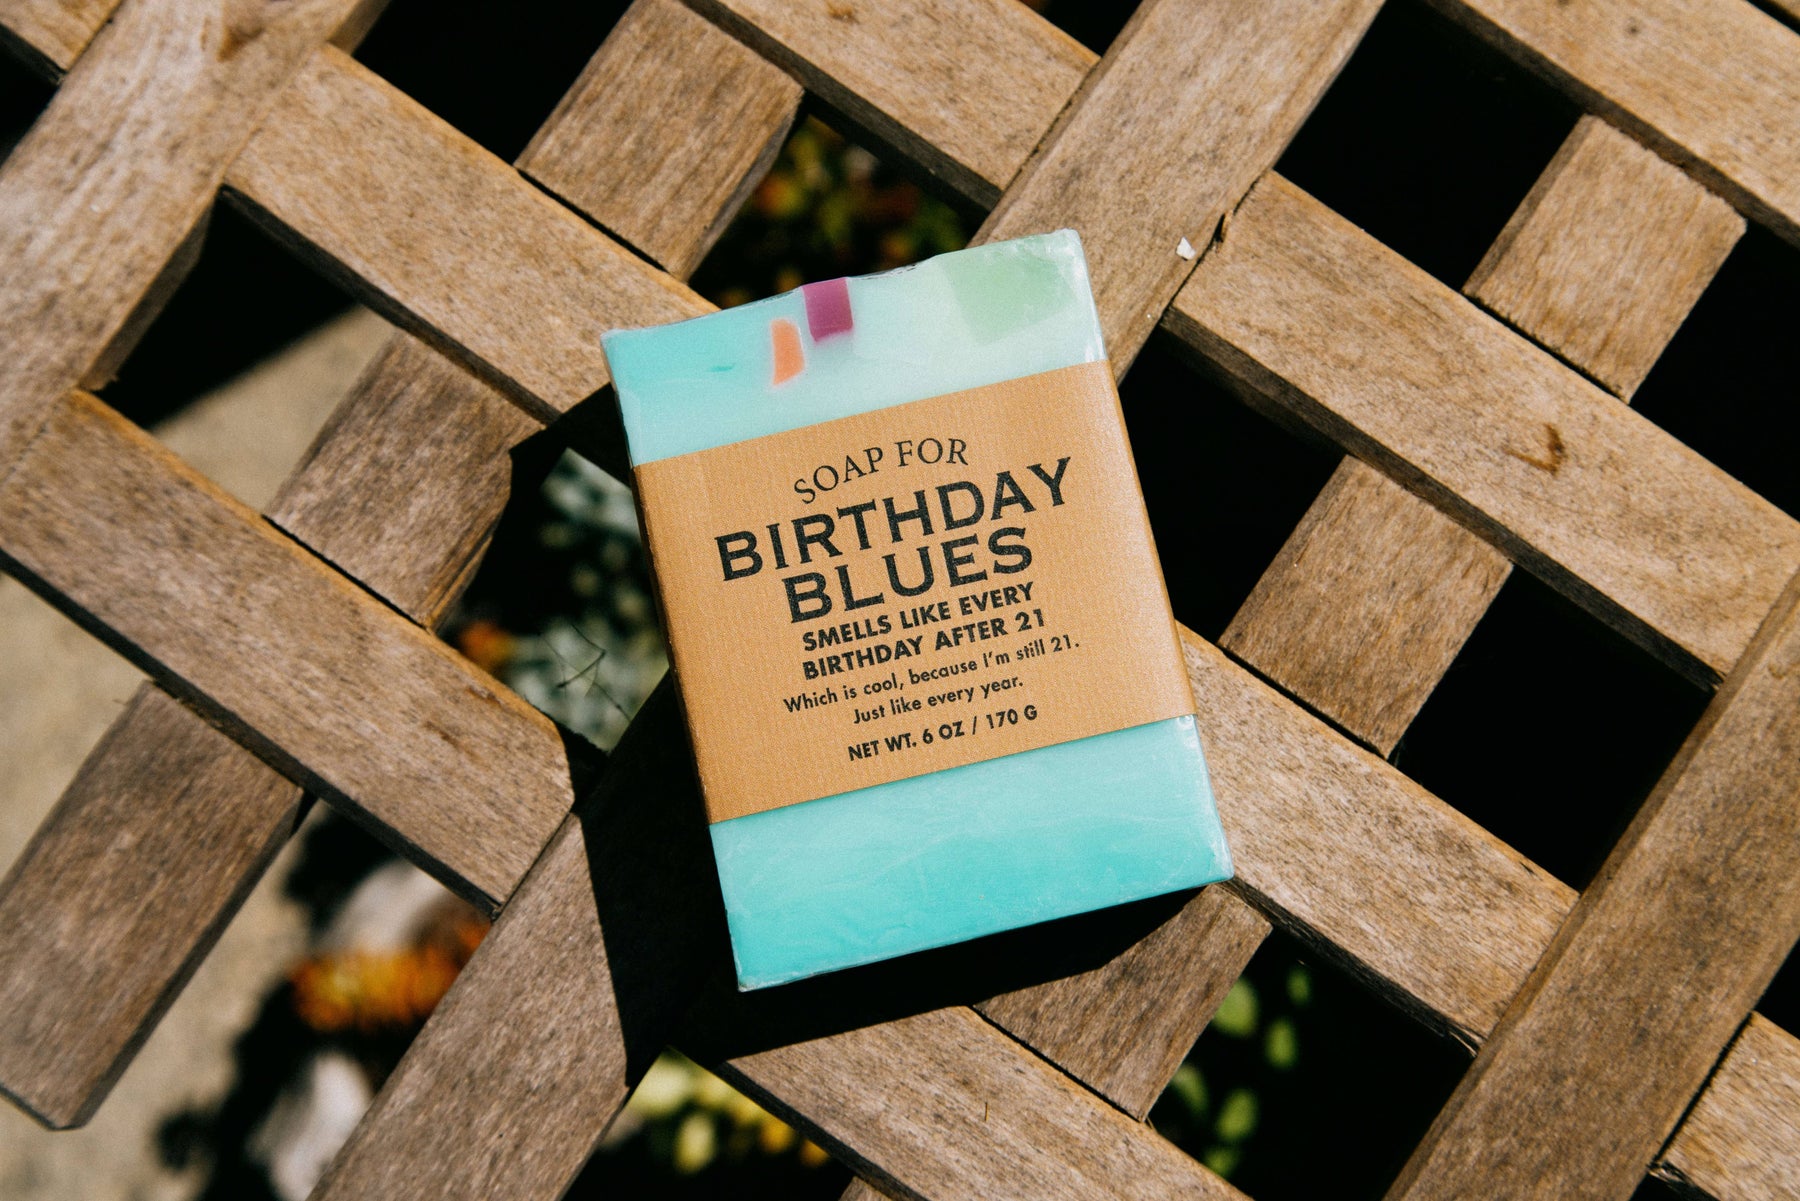 SOAP FOR
BIRTHDAY
BLUES
SMELLS LIKE EVERY
BIRTHDAY AFTER 21
Which is cool, because I'm still 21.
Just like every year.
NET WT. 6 OZ / 170 G